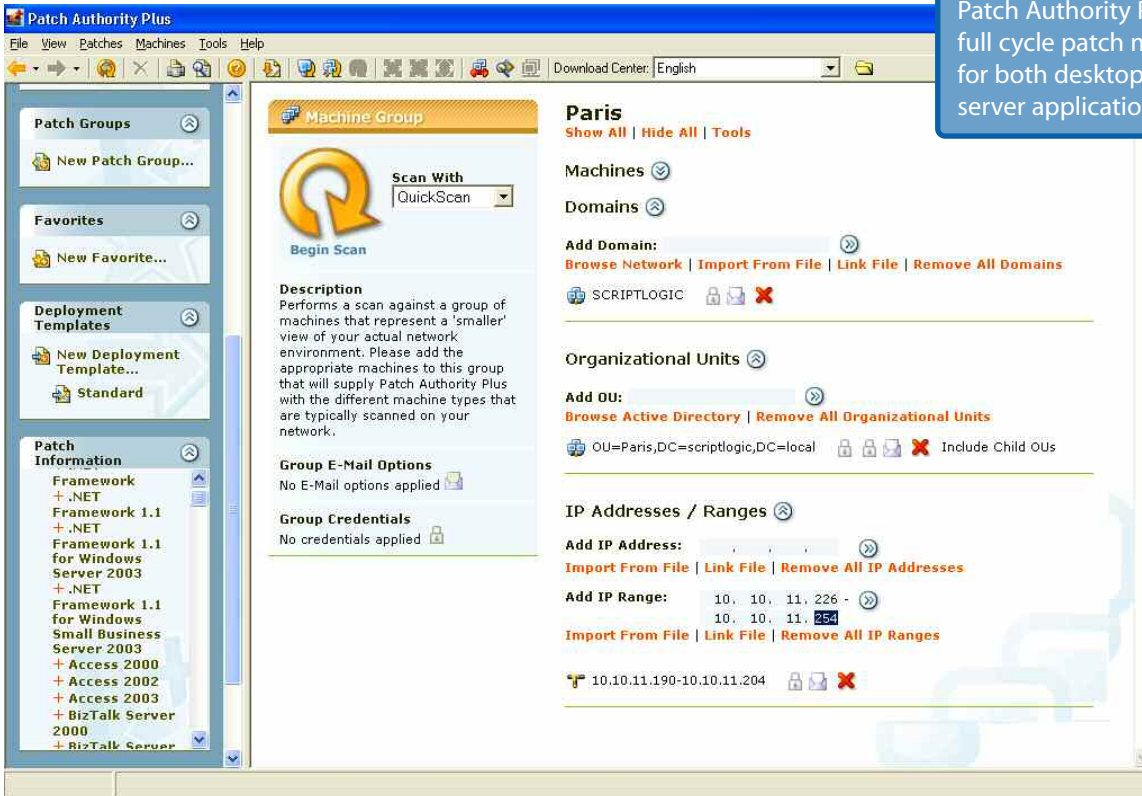 Patch Authority Plus
File View Patches Machines Tools Help
Download Center: English
Patch Authority
full cycle patch
for both desktop
server
Patch Groups
New Patch Group...
Favorites
New Favorite...
Deployment
Templates
New Deployment
Template...
Standard
Patch
Information
Framework
+ .NET
Framework 1.1
+ .NET
Framework 1.1
for Windows
Server 2003
+ .NET
Framework 1.1
for Windows
Small Business
Server 2003
+ Access 2000
+ Access 2002
+ Access 2003
+ BizTalk Server
2000
+ BizTalk Server
Machine Group
Scan With
QuickScan
Begin Scan
Description
Performs a scan against a group of
machines that represent a 'smaller'
view of your actual network
environment. Please add the
appropriate machines to this group
that will supply Patch Authority Plus
with the different machine types that
are typically scanned on your
network.
Group E-Mail Options
No E-Mail options applied
Group Credentials
No credentials applied
Paris
Show All | Hide All | Tools
Machines
Domains
Add Domain:
Browse Network | Import From File | Link File | Remove All Domains
SCRIPTLOGIC
Organizational Units
Add OU:
Browse Active Directory | Remove All Organizational Units
OU=Paris,DC=scriptlogic,DC=local Include Child OUs
IP Addresses / Ranges
Add IP Address: . . .
Import From File | Link File | Remove All IP Addresses
Add IP Range: 10. 10. 11. 226 -
10. 10. 11. 254
Import From File | Link File | Remove All IP Ranges
10.10.11.190-10.10.11.204